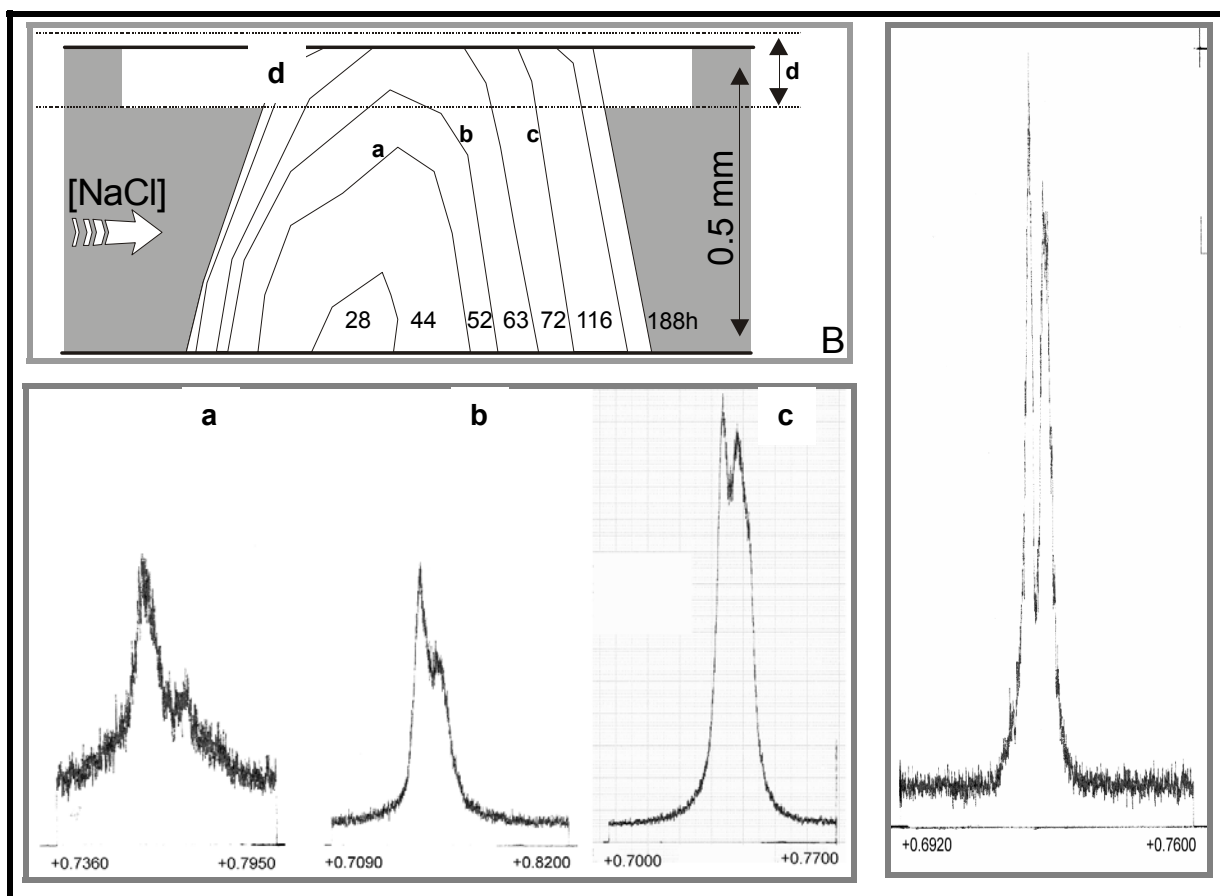 d
d
a
b
c
[NaCl]
0.5 mm
28 44 52 63 72 116 188h
B
a
b
c
+0.7360 +0.7950
+0.7090 +0.8200
+0.7000 +0.7700
+0.6920 +0.7600